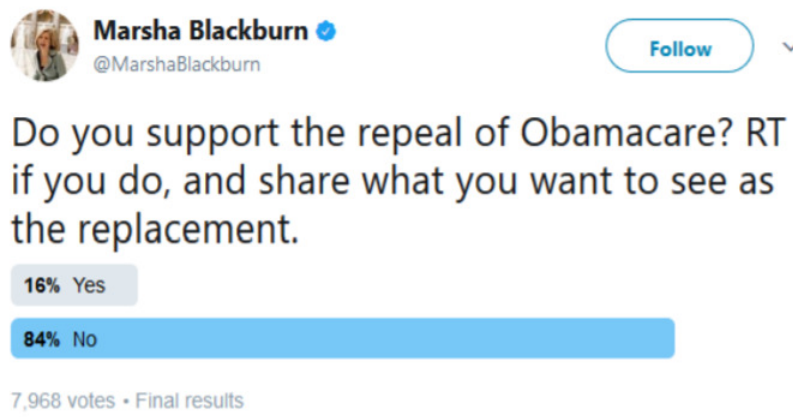 Marsha Blackburn
@MarshaBlackburn
Follow
Do you support the repeal of Obamacare? RT
if you do, and share what you want to see as
the replacement.
16% Yes
84% No
7,968 votes • Final results